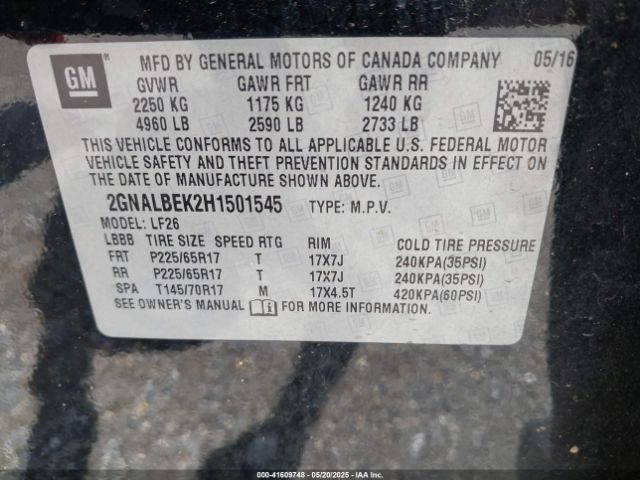 GM
MFD BY GENERAL MOTORS OF CANADA COMPANY 05/16
GVWR GAWR FRT GAWR RR
2250 KG 1175 KG 1240 KG
4960 LB 2590 LB 2733 LB
THIS VEHICLE CONFORMS TO ALL APPLICABLE U.S. FEDERAL MOTOR
VEHICLE SAFETY AND THEFT PREVENTION STANDARDS IN EFFECT ON
THE DATE OF MANUFACTURE SHOWN ABOVE.
2GNALBEK2H1501545 TYPE: M.P.V.
MODEL: LF26
LBBB TIRE SIZE SPEED RTG RIM COLD TIRE PRESSURE
FRT P225/65R17 T 17X7J 240KPA(35PSI)
RR P225/65R17 T 17X7J 240KPA(35PSI)
SPA T145/70R17 M 17X4.5T 420KPA(60PSI)
SEE OWNER'S MANUAL FOR MORE INFORMATION.
000-41609748 - 05/20/2025 - IAAI.COM